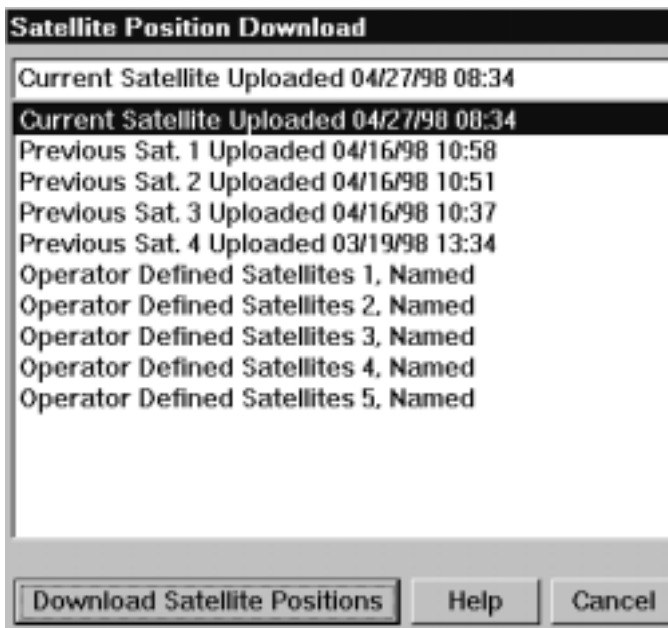 Satellite Position Download
Current Satellite Uploaded 04/27/98 08:34
Current Satellite Uploaded 04/27/98 08:34
Previous Sat. 1 Uploaded 04/16/98 10:58
Previous Sat. 2 Uploaded 04/16/98 10:51
Previous Sat. 3 Uploaded 04/16/98 10:37
Previous Sat. 4 Uploaded 03/19/98 13:34
Operator Defined Satellites 1, Named
Operator Defined Satellites 2, Named
Operator Defined Satellites 3, Named
Operator Defined Satellites 4, Named
Operator Defined Satellites 5, Named
Download Satellite Positions Help Cancel